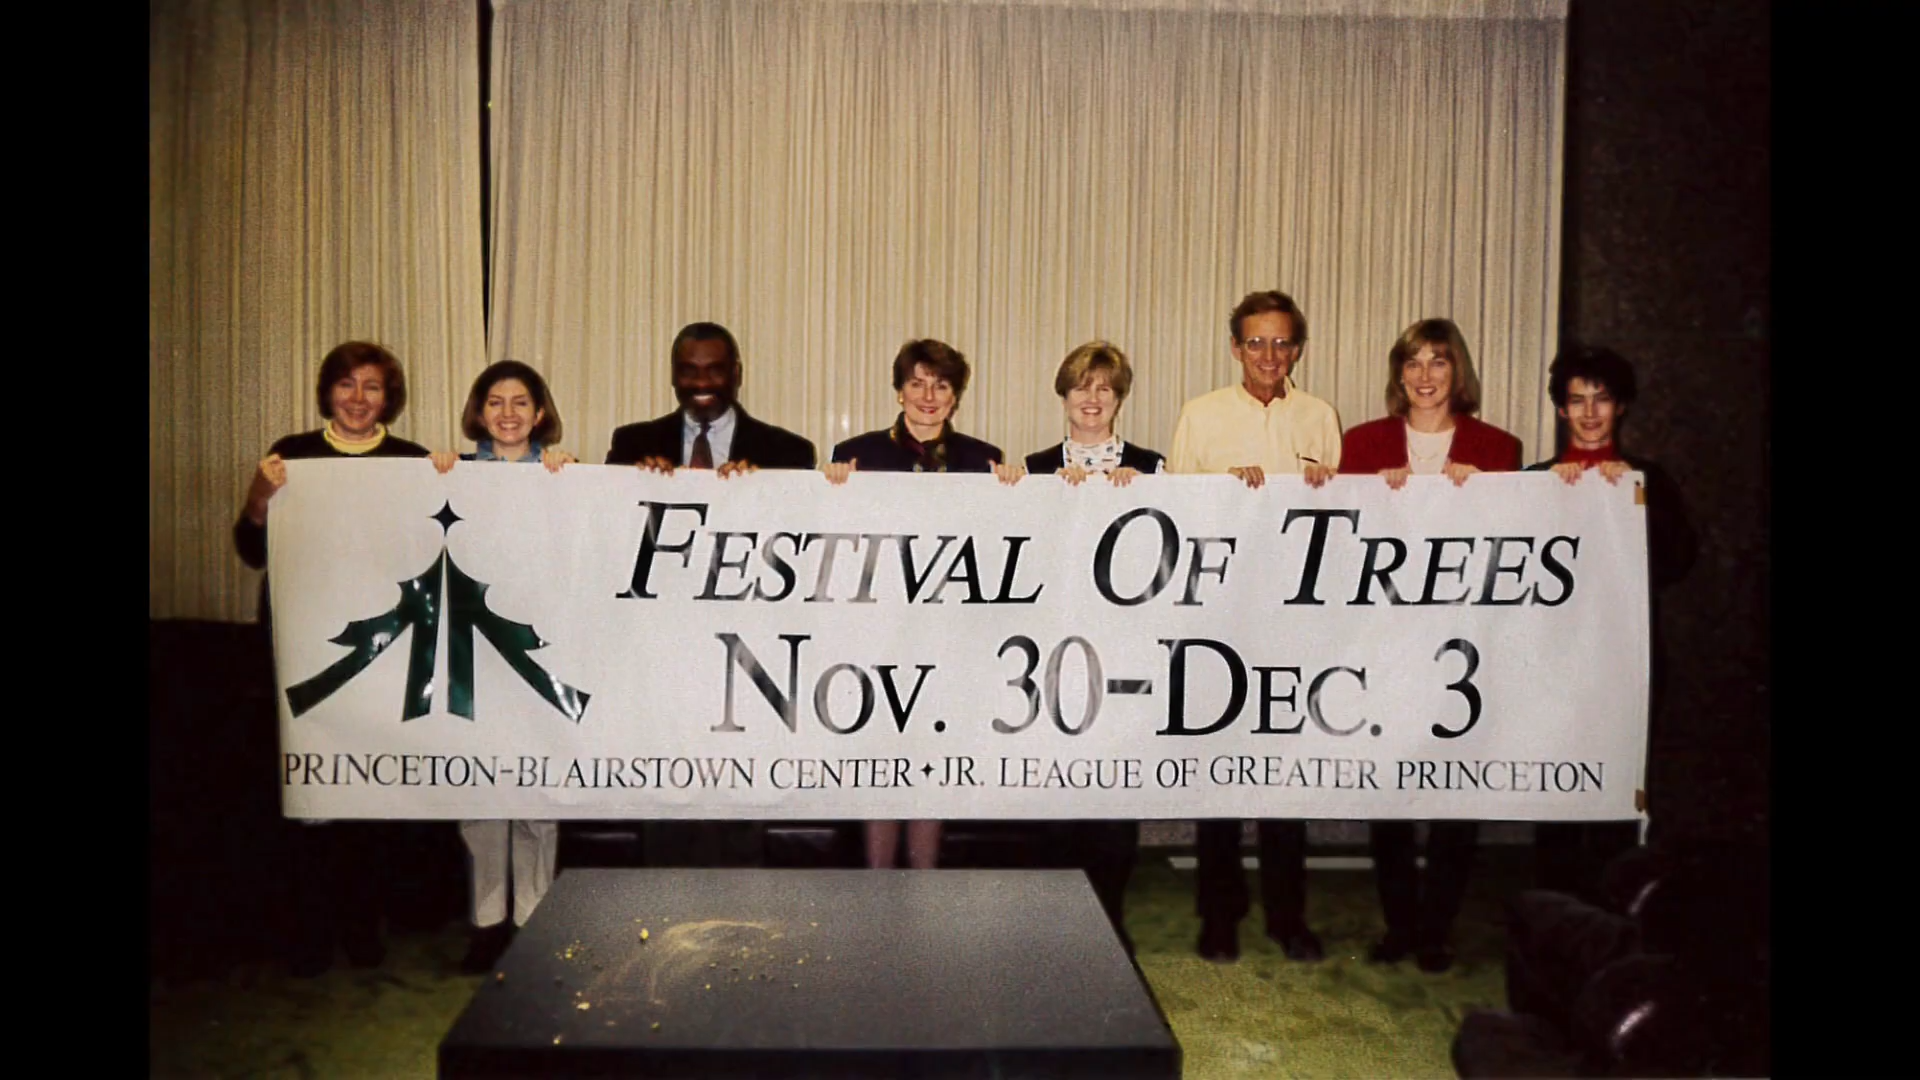 FESTIVAL OF TREES
NOV. 30-DEC. 3
PRINCETON-BLAIRSTOWN CENTER✦JR. LEAGUE OF GREATER PRINCETON